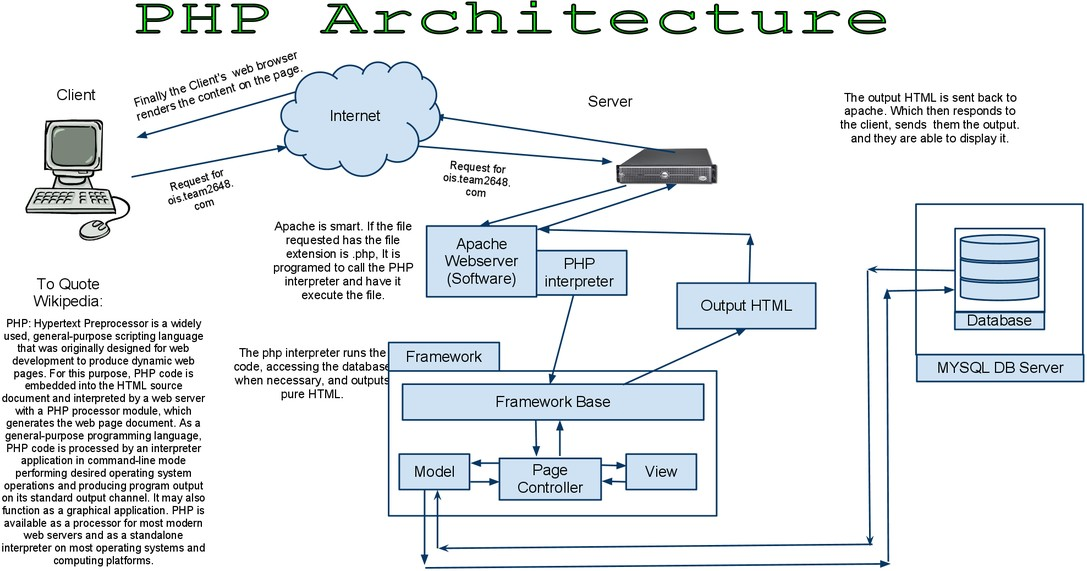 PHP Architecture
Client
Finally the Client's web browser
renders the content on the page.
Internet
Server
The output HTML is sent back to
apache. Which then responds to
the client, sends them the output.
and they are able to display it.
Request for
ois.team2648.
com
Request for
ois.team2648.
com
Apache is smart. If the file
requested has the file
extension is .php, It is
programed to call the PHP
interpreter and have it
execute the file.
Apache
Webserver
(Software)
PHP
interpreter
Output HTML
Database
MYSQL DB Server
To Quote
Wikipedia:
PHP: Hypertext Preprocessor is a widely
used, general-purpose scripting language
that was originally designed for web
development to produce dynamic web
pages. For this purpose, PHP code is
embedded into the HTML source
document and interpreted by a web server
with a PHP processor module, which
generates the web page document. As a
general-purpose programming language,
PHP code is processed by an interpreter
application in command-line mode
performing desired operating system
operations and producing program output
on its standard output channel. It may also
function as a graphical application. PHP is
available as a processor for most modern
web servers and as a standalone
interpreter on most operating systems and
computing platforms.
The php interpreter runs the
code, accessing the database
when necessary, and outputs
pure HTML.
Framework
Framework Base
Model
Page
Controller
View